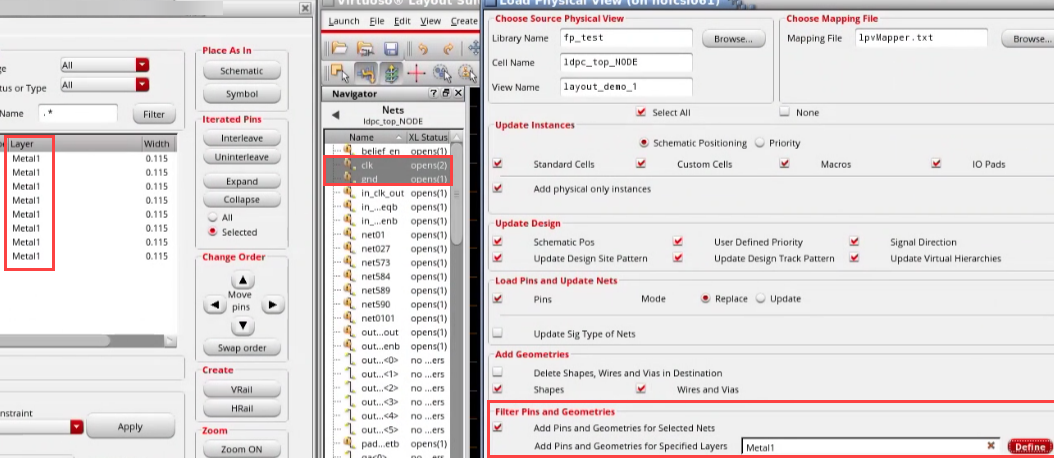 ge
All
tus or Type
All
Name
.*
Filter
Layer
Width
Metal1
0.115
Metal1
0.115
Metal1
0.115
Metal1
0.115
Metal1
0.115
Metal1
0.115
Metal1
0.115
Metal1
0.115
nstraint
Apply
Place As In
Schematic
Symbol
Iterated Pins
Interleave
Uninterleave
Expand
Collapse
All
Selected
Change Order
Move
pins
Swap order
Create
VRail
HRail
Zoom
Zoom ON
Launch File Edit View Create
Navigator
Nets
ldpc_top_NODE
Name XL Status
belief_en opens(1)
clk opens(2)
gnd opens(1)
in_clk_out opens(1)
in_...eqb opens(1)
in_...enb opens(1)
net01 opens(1)
net027 opens(1)
net573 opens(1)
net584 opens(1)
net589 opens(1)
net590 opens(1)
net0101 opens(1)
out...out opens(1)
out...enb opens(1)
out...<0> no ...ers
out...<1> no ...ers
out...<2> no ...ers
out...<3> no ...ers
out...<4> no ...ers
out...<5> no ...ers
pad...etb opens(1)
Load Physical View (on
Choose Source Physical View
Library Name fp_test Browse...
Cell Name ldpc_top_NODE
View Name layout_demo_1
Choose Mapping File
Mapping File lpvMapper.txt Browse...
Select All None
Update Instances
Schematic Positioning Priority
Standard Cells Custom Cells Macros IO Pads
Add physical only instances
Update Design
Schematic Pos User Defined Priority Signal Direction
Update Design Site Pattern Update Design Track Pattern Update Virtual Hierarchies
Load Pins and Update Nets
Pins Mode Replace Update
Update Sig Type of Nets
Add Geometries
Delete Shapes, Wires and Vias in Destination
Shapes Wires and Vias
Filter Pins and Geometries
Add Pins and Geometries for Selected Nets
Add Pins and Geometries for Specified Layers Metal1 Define